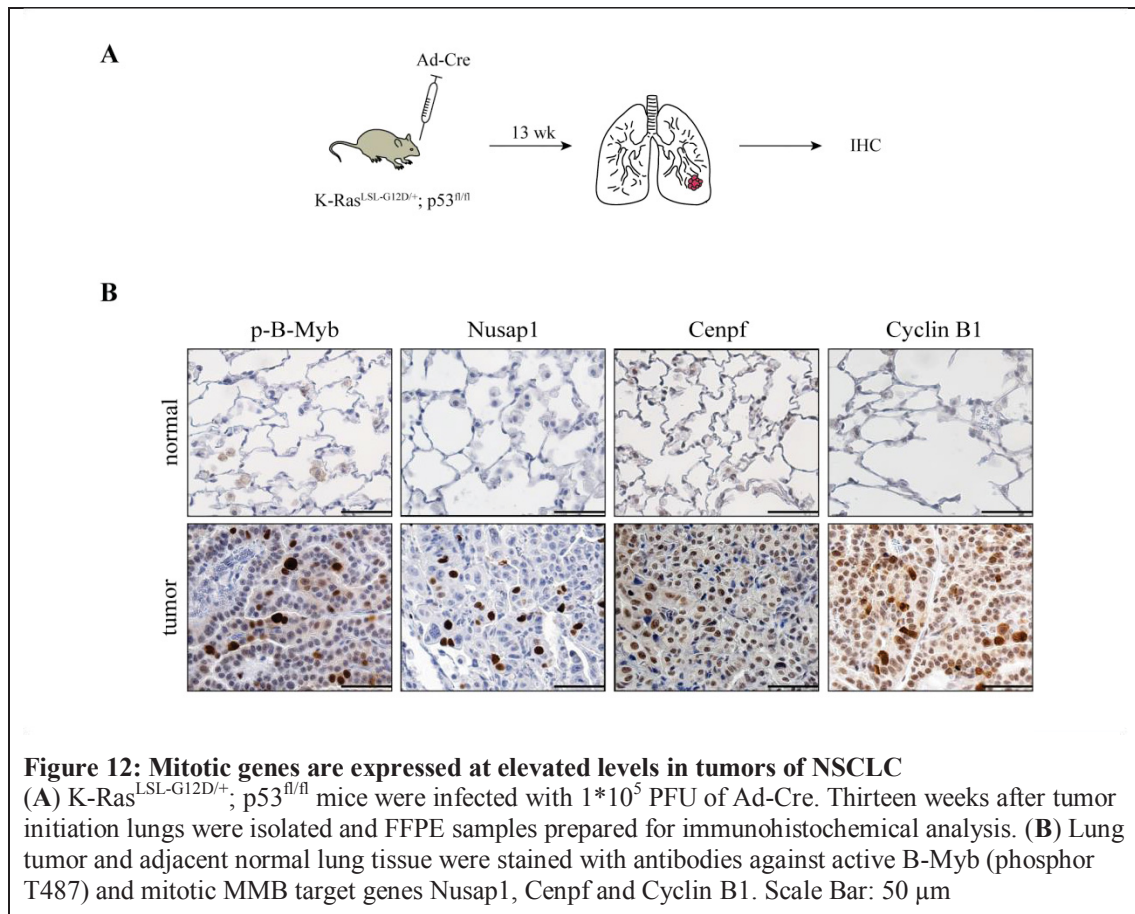 A
Ad-Cre
13 wk
IHC
K-Ras^LSL-G12D/+; p53^fl/fl
B
p-B-Myb Nusap1 Cenpf Cyclin B1
normal
tumor
Figure 12: Mitotic genes are expressed at elevated levels in tumors of NSCLC
(A) K-Ras^LSL-G12D/+; p53^fl/fl mice were infected with 1*10^5 PFU of Ad-Cre. Thirteen weeks after tumor
initiation lungs were isolated and FFPE samples prepared for immunohistochemical analysis. (B) Lung
tumor and adjacent normal lung tissue were stained with antibodies against active B-Myb (phosphor
T487) and mitotic MMB target genes Nusap1, Cenpf and Cyclin B1. Scale Bar: 50 µm